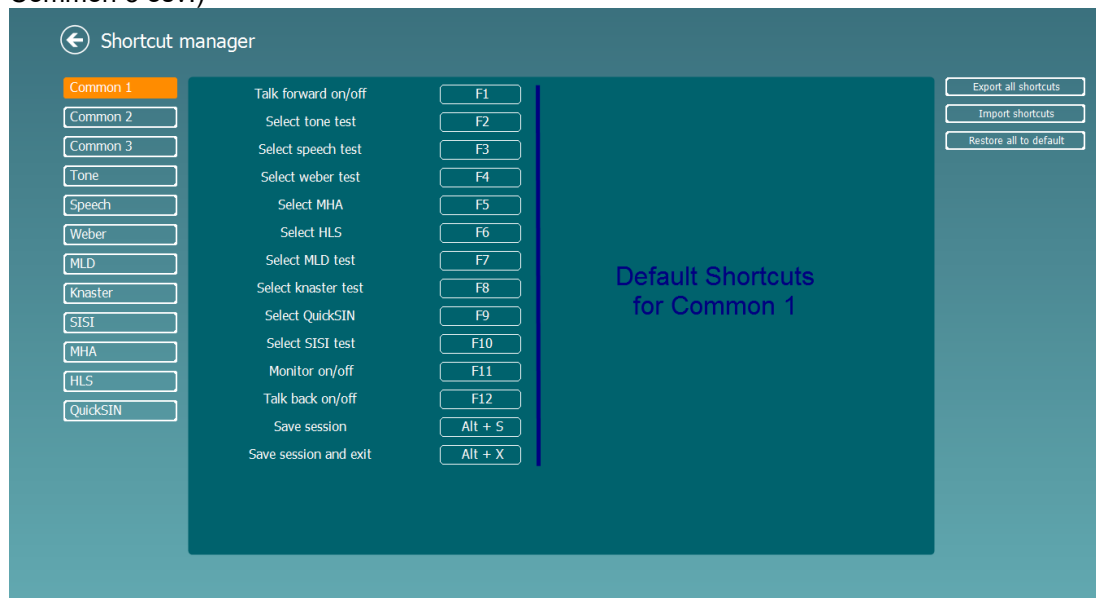 Shortcut manager
Common 1
Common 2
Common 3
Tone
Speech
Weber
MLD
Knaster
SISI
MHA
HLS
QuickSIN
Talk forward on/off F1
Select tone test F2
Select speech test F3
Select weber test F4
Select MHA F5
Select HLS F6
Select MLD test F7
Select knaster test F8
Select QuickSIN F9
Select SISI test F10
Monitor on/off F11
Talk back on/off F12
Save session Alt + S
Save session and exit Alt + X
Default Shortcuts
for Common 1
Export all shortcuts
Import shortcuts
Restore all to default